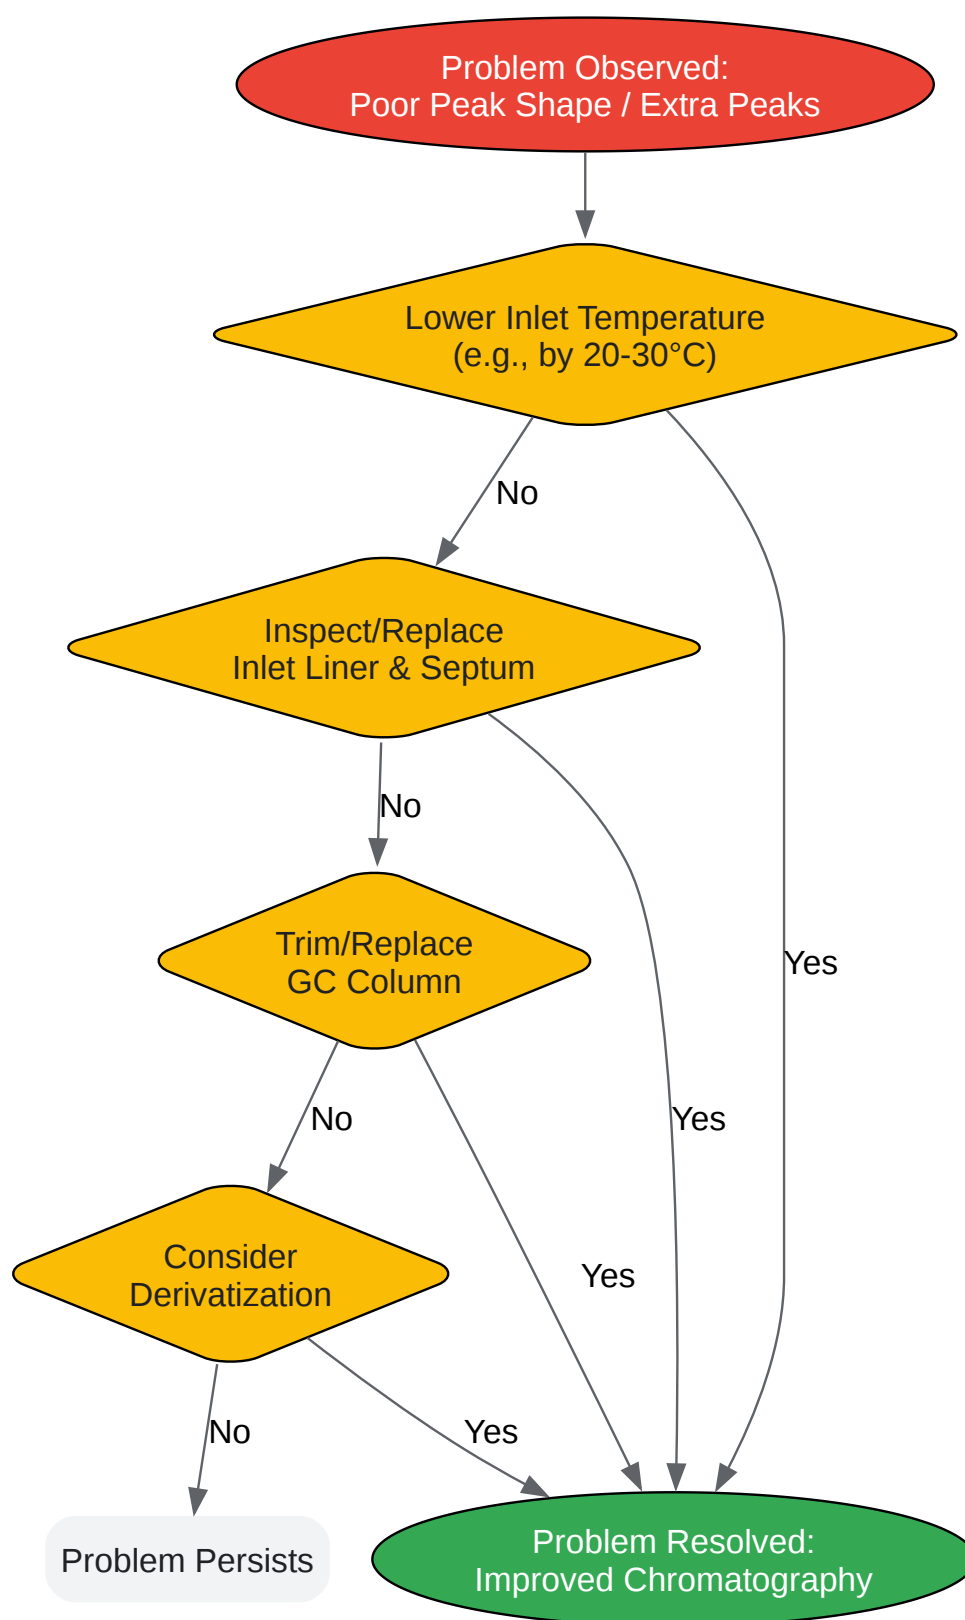 Problem Observed:
Poor Peak Shape / Extra Peaks
Lower Inlet Temperature
(e.g., by 20-30°C)
No
Inspect/Replace
Inlet Liner & Septum
No
Trim/Replace
GC Column
Yes
No
Yes
Consider
Derivatization
Yes
No
Yes
Problem Persists
Problem Resolved:
Improved Chromatography